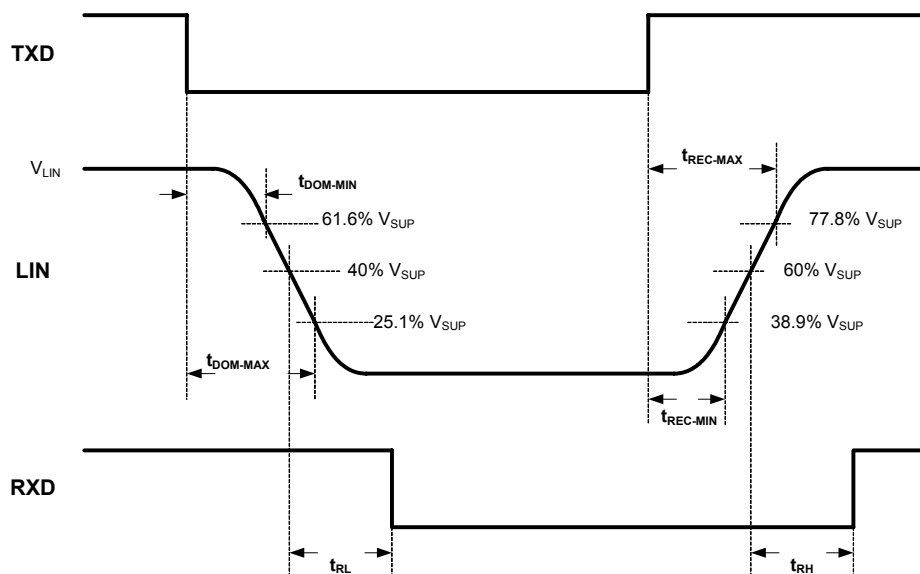 TXD
V_LIN
t_DOM-MIN
t_REC-MAX
61.6% V_SUP
77.8% V_SUP
LIN
40% V_SUP
60% V_SUP
25.1% V_SUP
38.9% V_SUP
t_DOM-MAX
t_REC-MIN
RXD
t_RL
t_RH